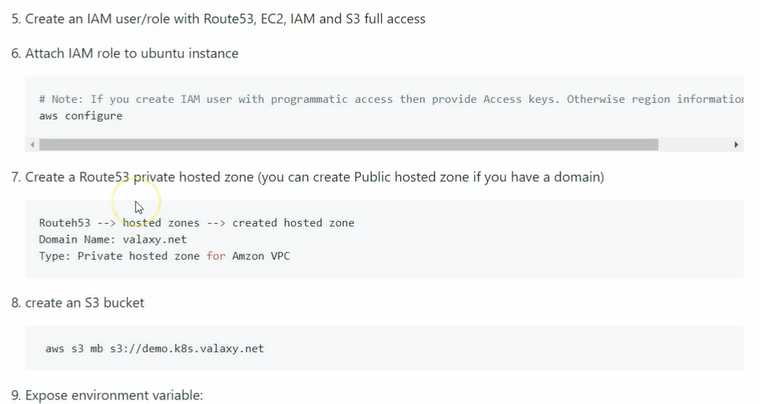 5. Create an IAM user/role with Route53, EC2, IAM and S3 full access
6. Attach IAM role to ubuntu instance
# Note: If you create IAM user with programmatic access then provide Access keys. Otherwise region information
aws configure
7. Create a Route53 private hosted zone (you can create Public hosted zone if you have a domain)
Routeh53 --> hosted zones --> created hosted zone
Domain Name: valaxy.net
Type: Private hosted zone for Amzon VPC
8. create an S3 bucket
aws s3 mb s3://demo.k8s.valaxy.net
9. Expose environment variable: